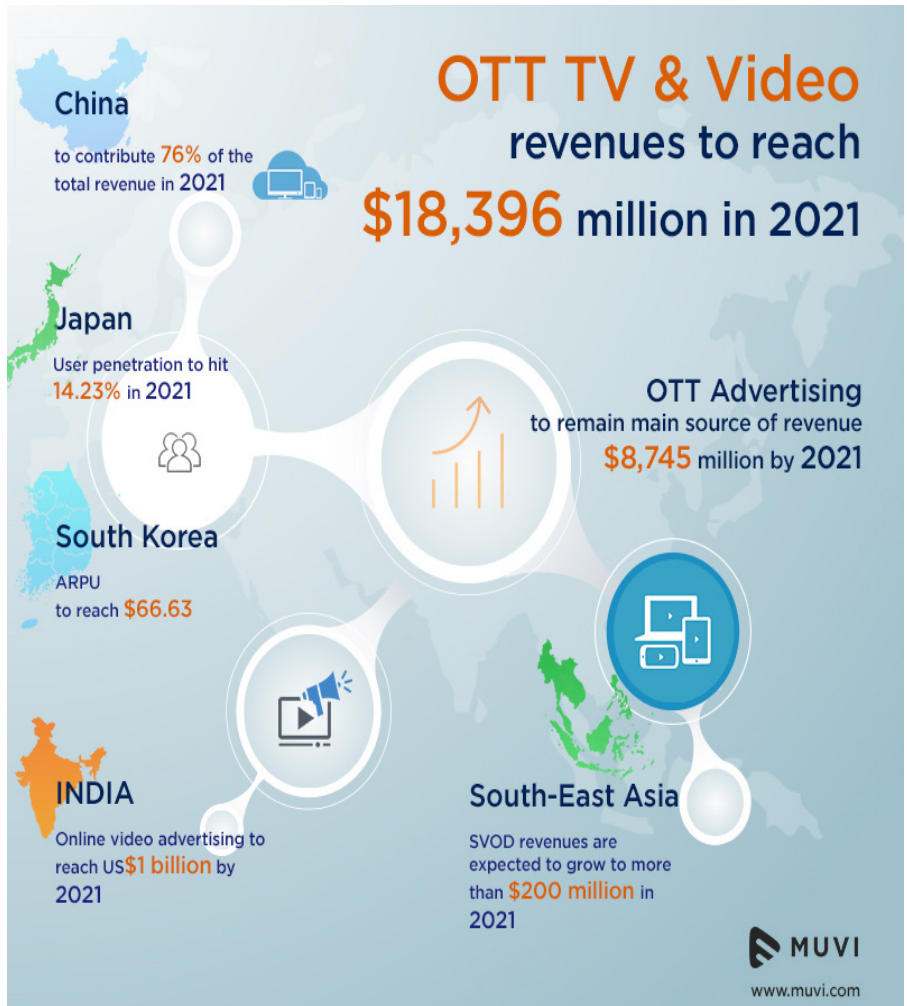 OTT TV & Video
revenues to reach
$18,396 million in 2021
China
to contribute 76% of the
total revenue in 2021
Japan
User penetration to hit
14.23% in 2021
OTT Advertising
to remain main source of revenue
$8,745 million by 2021
South Korea
ARPU
to reach $66.63
INDIA
Online video advertising to
reach US$1 billion by
2021
South-East Asia
SVOD revenues are
expected to grow to more
than $200 million in
2021
MUVI
www.muvi.com